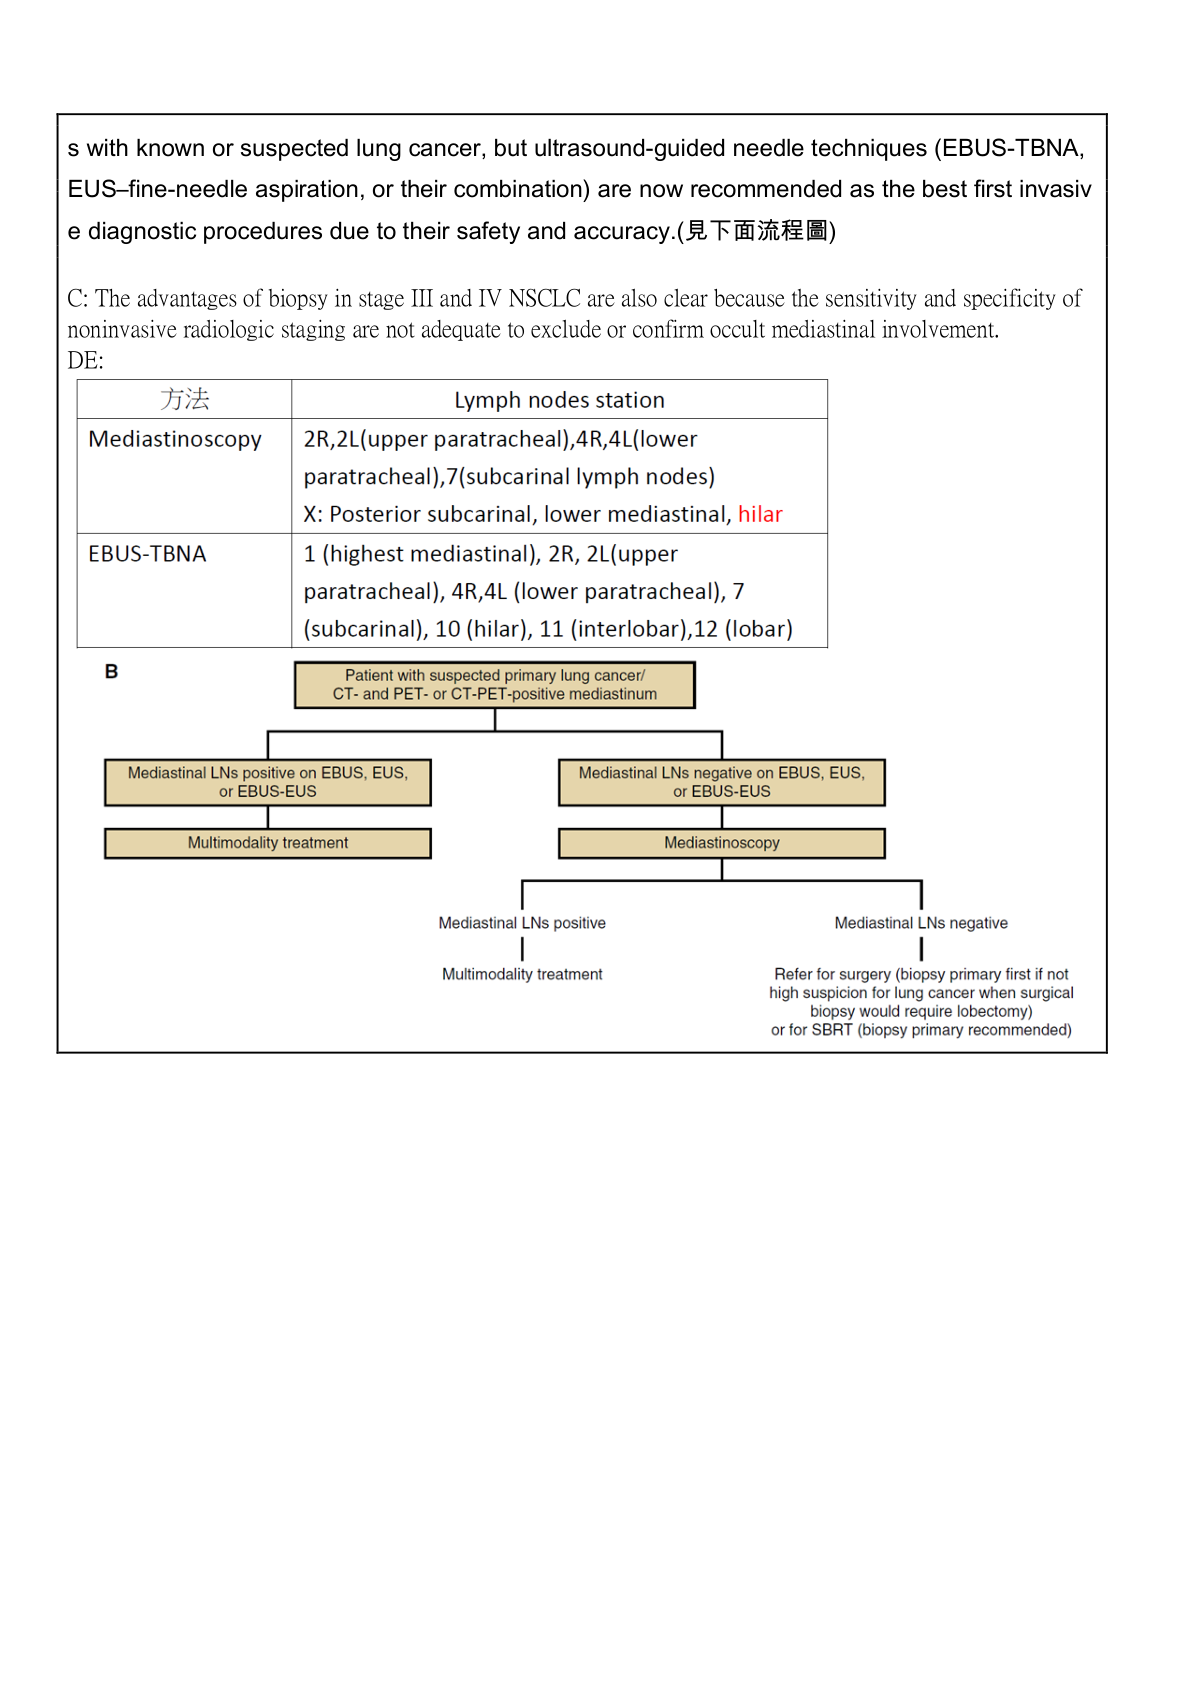 s with known or suspected lung cancer, but ultrasound-guided needle techniques (EBUS-TBNA,
EUS–fine-needle aspiration, or their combination) are now recommended as the best first invasiv
e diagnostic procedures due to their safety and accuracy.(見下面流程圖)
C: The advantages of biopsy in stage III and IV NSCLC are also clear because the sensitivity and specificity of
noninvasive radiologic staging are not adequate to exclude or confirm occult mediastinal involvement.
DE:
方法 Lymph nodes station
Mediastinoscopy 2R,2L(upper paratracheal),4R,4L(lower
paratracheal),7(subcarinal lymph nodes)
X: Posterior subcarinal, lower mediastinal, hilar
EBUS-TBNA 1 (highest mediastinal), 2R, 2L(upper
paratracheal), 4R,4L (lower paratracheal), 7
(subcarinal), 10 (hilar), 11 (interlobar),12 (lobar)
B
Patient with suspected primary lung cancer/
CT- and PET- or CT-PET-positive mediastinum
Mediastinal LNs positive on EBUS, EUS,
or EBUS-EUS
Multimodality treatment
Mediastinal LNs negative on EBUS, EUS,
or EBUS-EUS
Mediastinoscopy
Mediastinal LNs positive
Multimodality treatment
Mediastinal LNs negative
Refer for surgery (biopsy primary first if not
high suspicion for lung cancer when surgical
biopsy would require lobectomy)
or for SBRT (biopsy primary recommended)